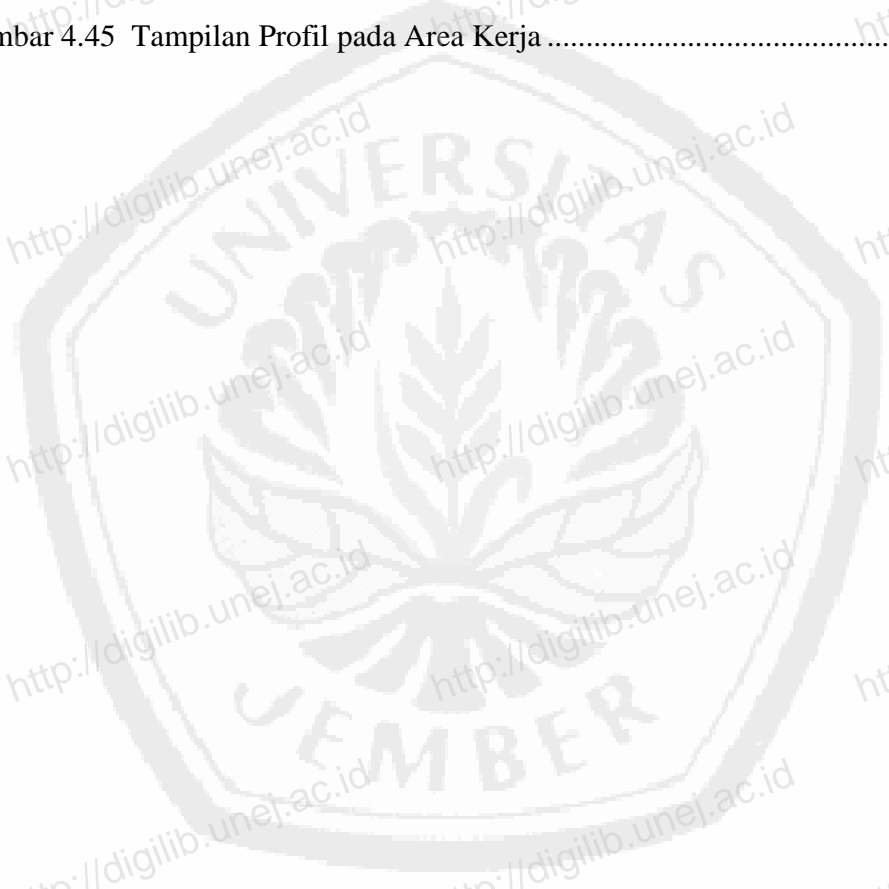 mbar 4.45 Tampilan Profil pada Area Kerja ............................................
http://digilib.unej.ac.id
http://digilib.unej.ac.id
UNIVERSITAS
http://digilib.unej.ac.id
http://digilib.unej.ac.id
http://digilib.unej.ac.id
http://digilib.unej.ac.id
JEMBER
http://digilib.unej.ac.id
http://digilib.unej.ac.id